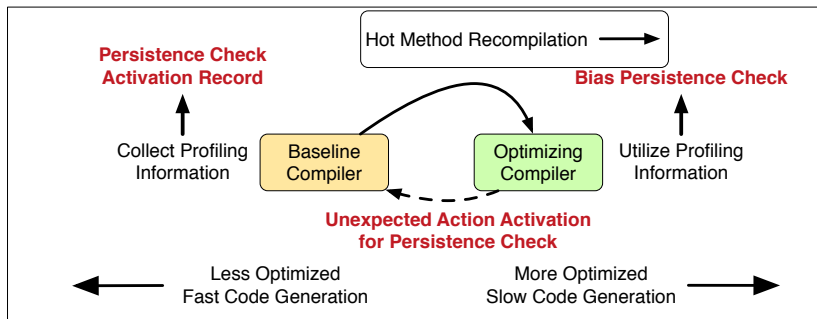 Hot Method Recompilation
Persistence Check
Activation Record
Bias Persistence Check
Collect Profiling
Information
Baseline
Compiler
Optimizing
Compiler
Utilize Profiling
Information
Unexpected Action Activation
for Persistence Check
Less Optimized
Fast Code Generation
More Optimized
Slow Code Generation